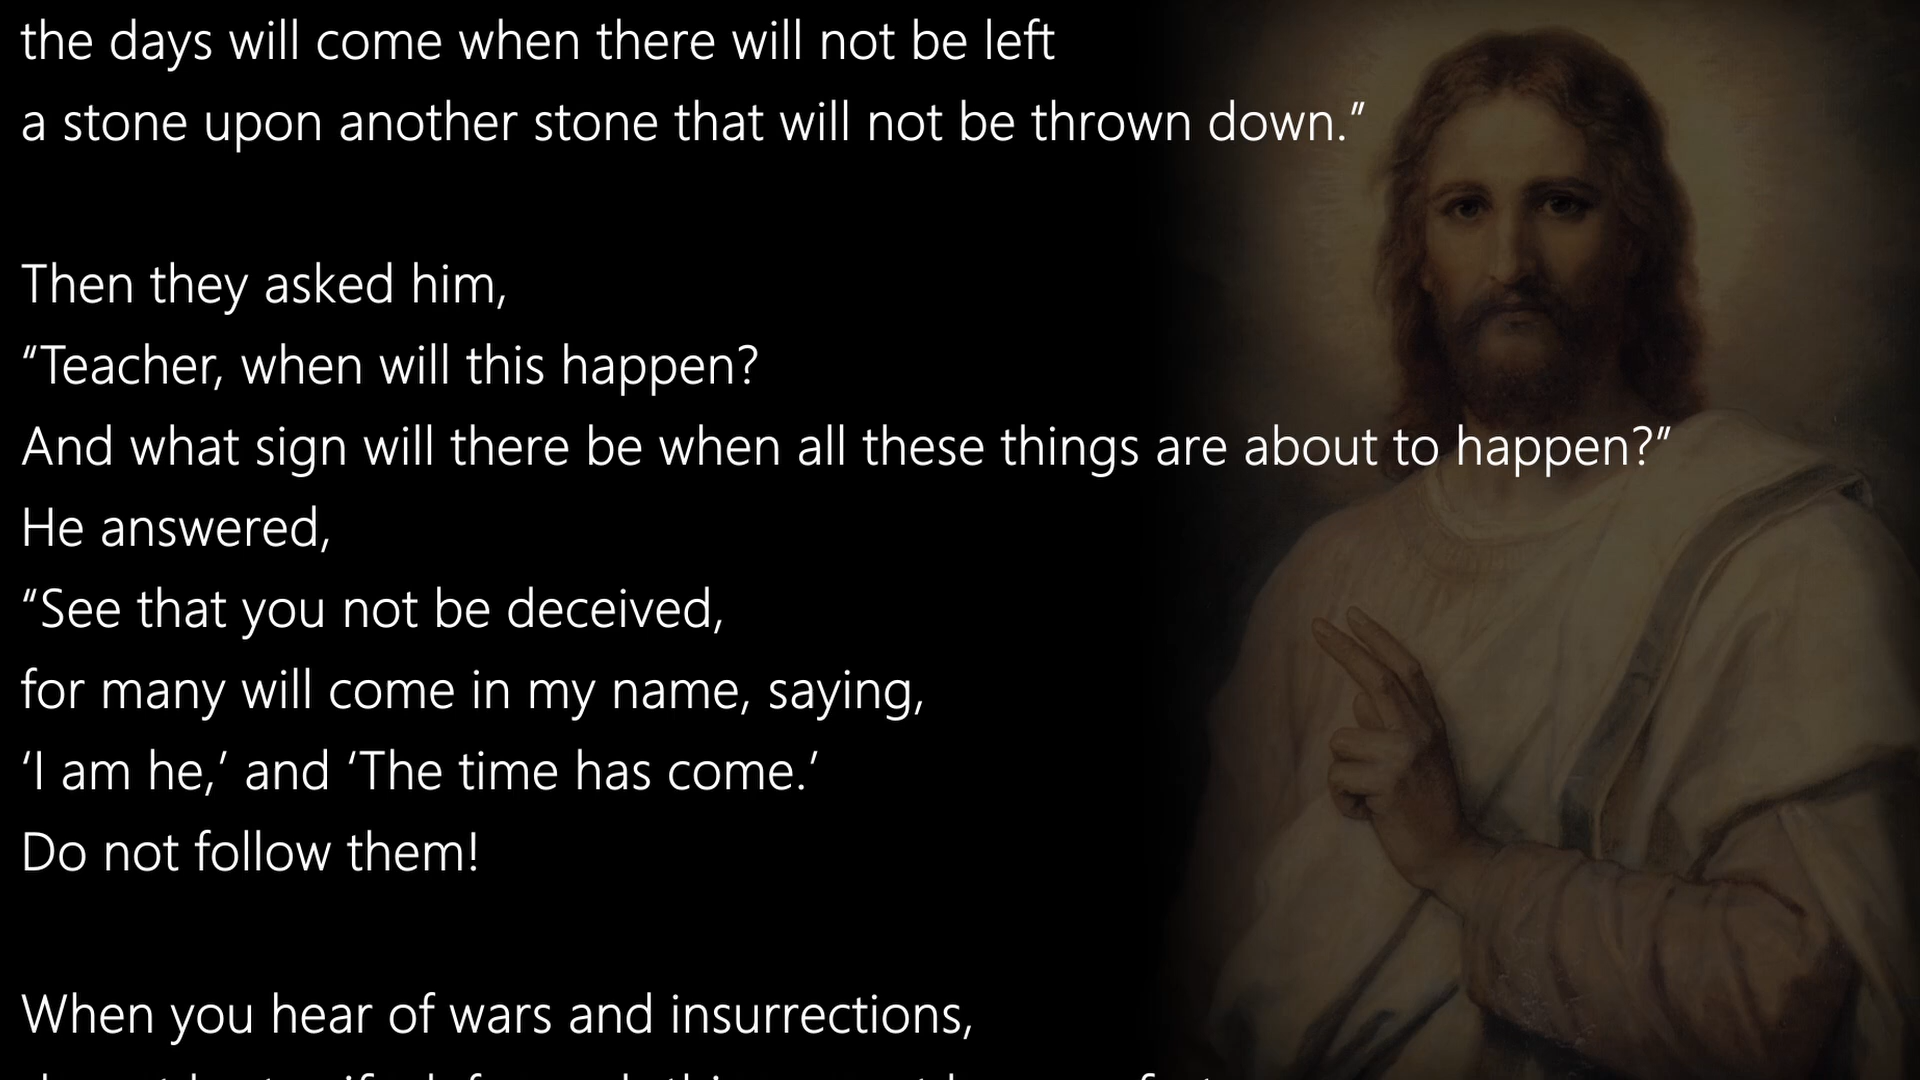 the days will come when there will not be left
a stone upon another stone that will not be thrown down.”
Then they asked him,
“Teacher, when will this happen?
And what sign will there be when all these things are about to happen?”
He answered,
“See that you not be deceived,
for many will come in my name, saying,
‘I am he,’ and ‘The time has come.’
Do not follow them!
When you hear of wars and insurrections,